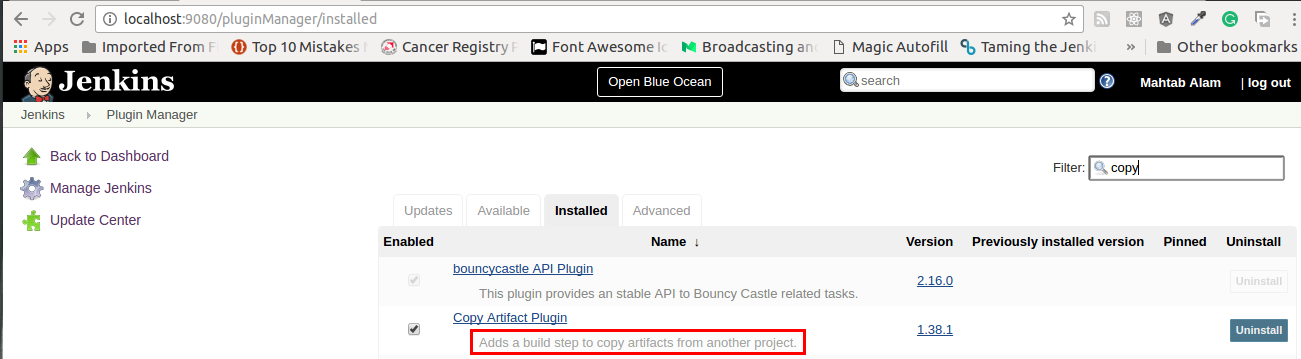 localhost:9080/pluginManager/installed
Apps Imported From F Top 10 Mistakes Cancer Registry Font Awesome Ic Broadcasting and Magic Autofill Taming the Jenki » Other bookmarks
Jenkins Open Blue Ocean search ? Mahtab Alam | log out
Jenkins Plugin Manager
Back to Dashboard
Filter: copy
Manage Jenkins
Update Center
Updates Available Installed Advanced
Enabled Name ↓ Version Previously installed version Pinned Uninstall
bouncycastle API Plugin 2.16.0 Uninstall
This plugin provides an stable API to Bouncy Castle related tasks.
Copy Artifact Plugin 1.38.1 Uninstall
Adds a build step to copy artifacts from another project.